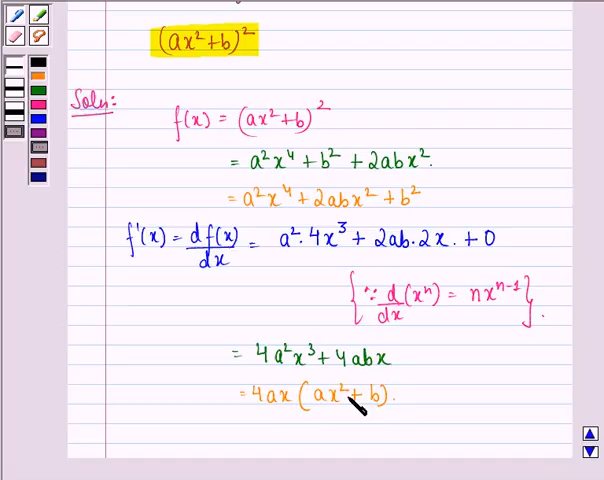 (ax² + b)²
Soln:
f(x) = (ax² + b)²
= a²x⁴ + b² + 2abx².
= a²x⁴ + 2abx² + b²
f'(x) = df(x)/dx = a²·4x³ + 2ab·2x. + 0
{∵ d/dx (xⁿ) = nxⁿ⁻¹}.
= 4a²x³ + 4abx
= 4ax (ax² + b).